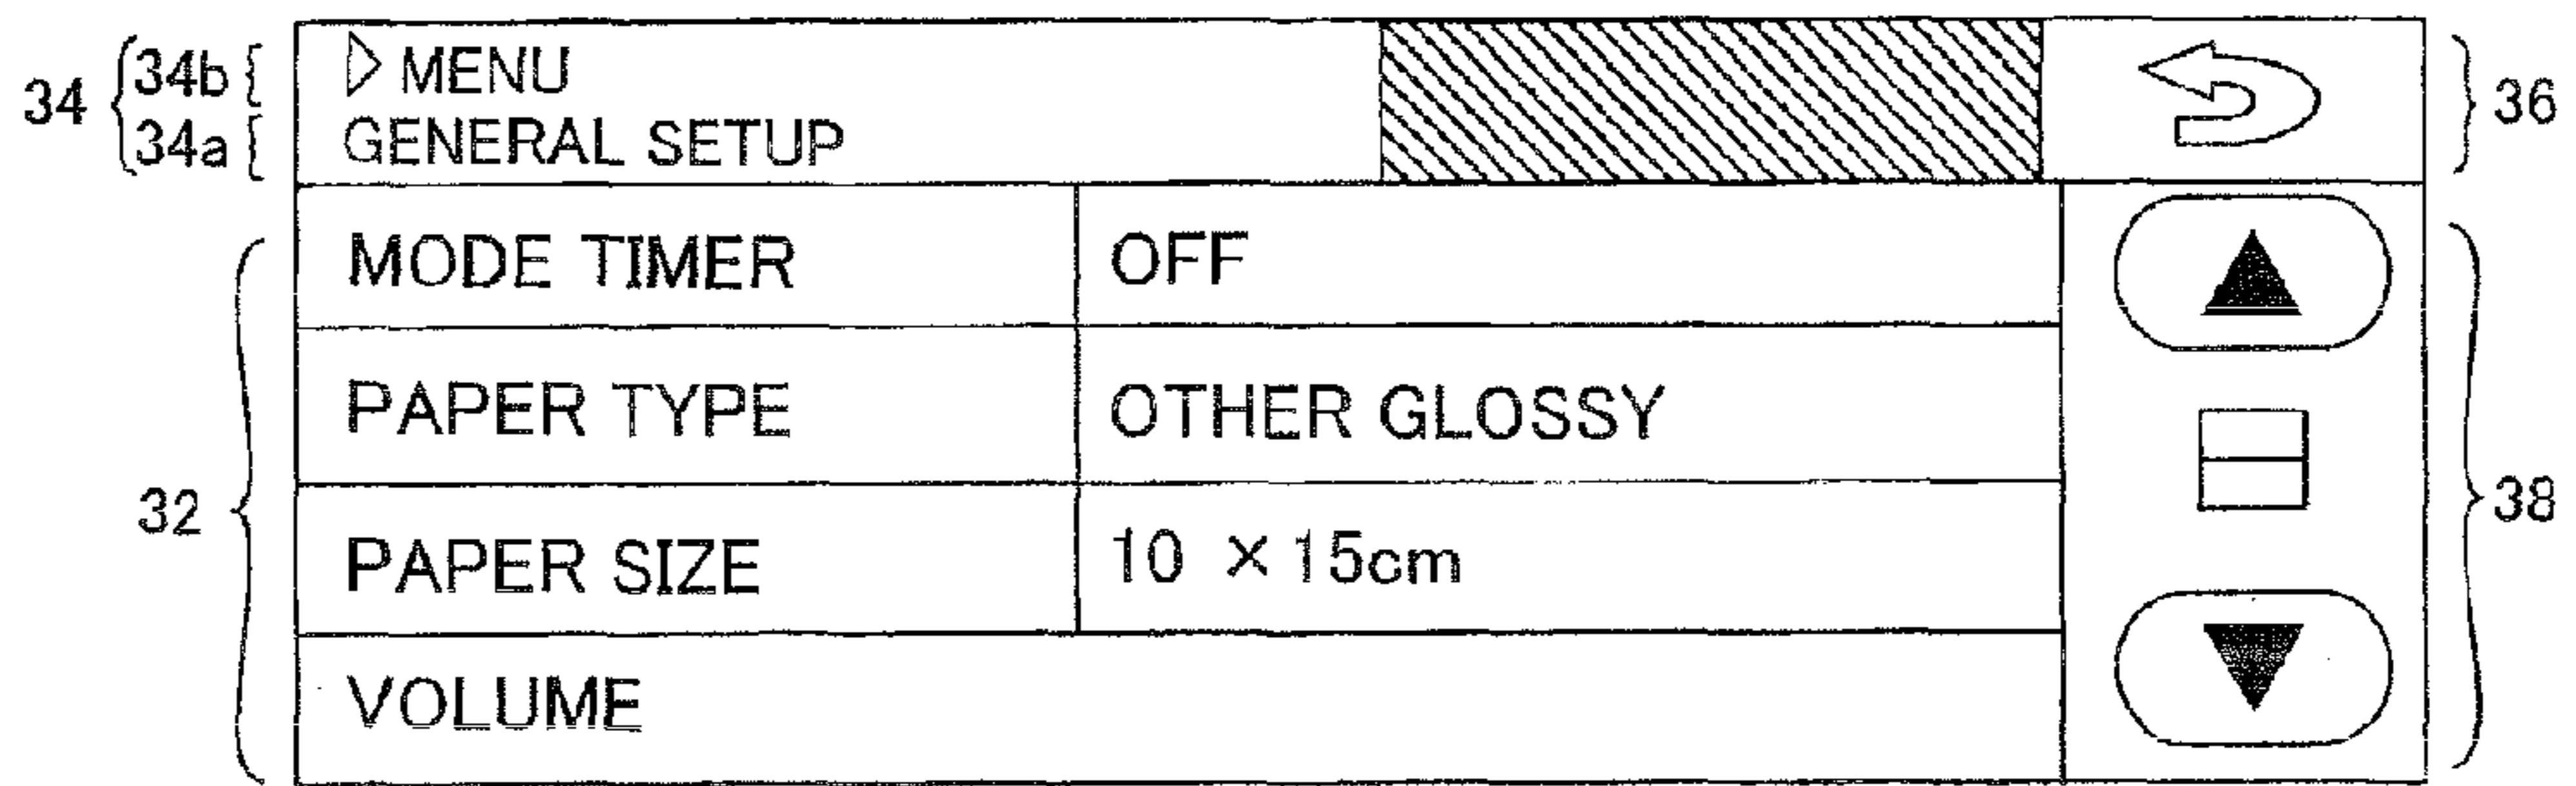 34 34b ▷ MENU 36
34a GENERAL SETUP
MODE TIMER OFF
PAPER TYPE OTHER GLOSSY
32 38
PAPER SIZE 10 × 15cm
VOLUME